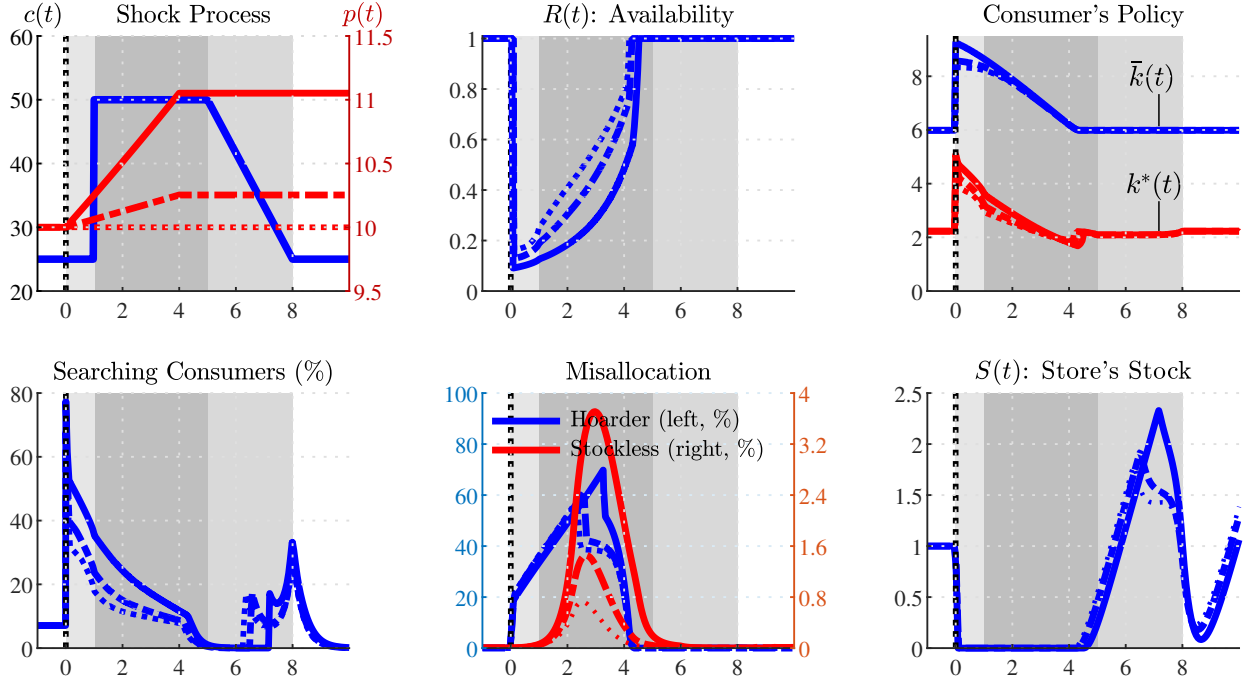 c(t) Shock Process p(t)
60
50
40
30
20
11.5
11
10.5
10
9.5
0 2 4 6 8
R(t): Availability
1
0.8
0.6
0.4
0.2
0
0 2 4 6 8
Consumer's Policy
8
6
4
2
k̄(t)
k*(t)
0 2 4 6 8
Searching Consumers (%)
80
60
40
20
0
0 2 4 6 8
Misallocation
100
80
60
40
20
0
Hoarder (left, %)
Stockless (right, %)
4
3.2
2.4
1.6
0.8
0
0 2 4 6 8
S(t): Store's Stock
2.5
2
1.5
1
0.5
0
0 2 4 6 8